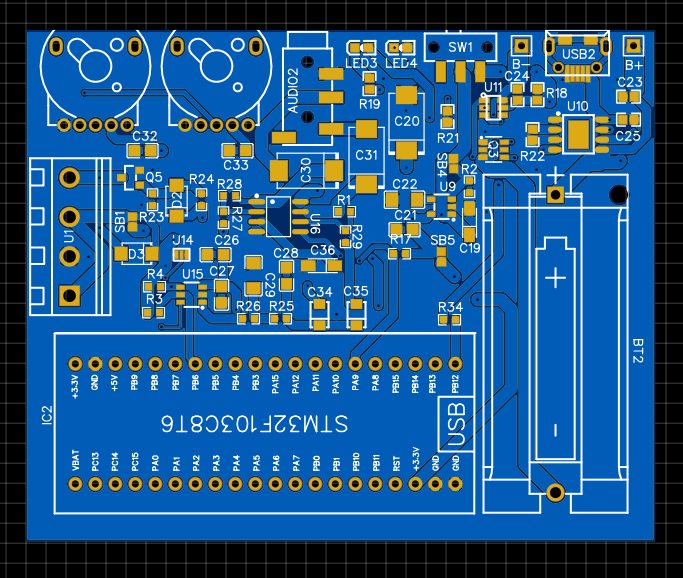 SW1
LED3
LED4
B-
USB2
B+
AUDIO2
C24
U11
R18
C23
R19
C20
R21
U10
C25
C32
C33
C31
Q3
R22
SB4
R2
Q5
R24
D2
R28
C30
C22
U9
U1
SB1
R23
R27
U16
R1
C21
R29
C19
D3
U14
C26
C28
C36
R17
SB5
R4
U15
C27
C29
R3
C34
C35
R26
R25
R34
+3.3V
GND
+5V
PB9
PB8
PB7
PB6
PB5
PB4
PB3
PA15
PA12
PA11
PA10
PA9
PA8
PB15
PB14
PB13
PB12
IC2
STM32F103C8T6
USB
BT2
+
-
VBAT
PC13
PC14
PC15
PA0
PA1
PA2
PA3
PA4
PA5
PA6
PA7
PB0
PB1
PB10
PB11
RST
+3.3V
GND
GND